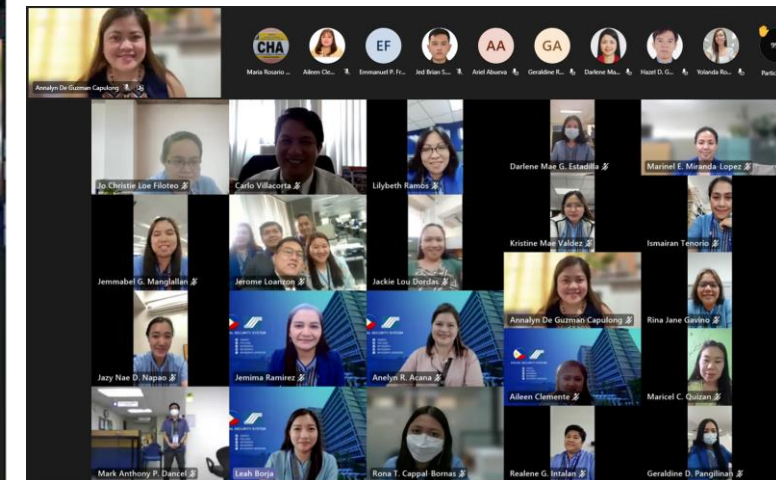 Annalyn De Guzman Capulong
CHA
EF
AA
GA
Maria Rosario ...
Aileen Cle...
Emmanuel P. Fr...
Jed Brian S...
Ariel Abueva
Geraldine R...
Darlene Ma...
Hazel D. G...
Yolanda Ro...
Jo Christie Loe Filoteo
Carlo Villacorta
Lilybeth Ramos
Darlene Mae G. Estadilla
Marinel E. Miranda-Lopez
Jemmabel G. Manglallan
Jerome Loanzon
Jackie Lou Dordas
Kristine Mae Valdez
Ismairan Tenorio
Annalyn De Guzman Capulong
Rina Jane Gavino
Jazy Nae D. Napao
Jemima Ramirez
Anelyn R. Acana
Aileen Clemente
Maricel C. Quizan
Mark Anthony P. Dancel
Leah Borja
Rona T. Cappal-Bornas
Realene G. Intalan
Geraldine D. Pangilinan